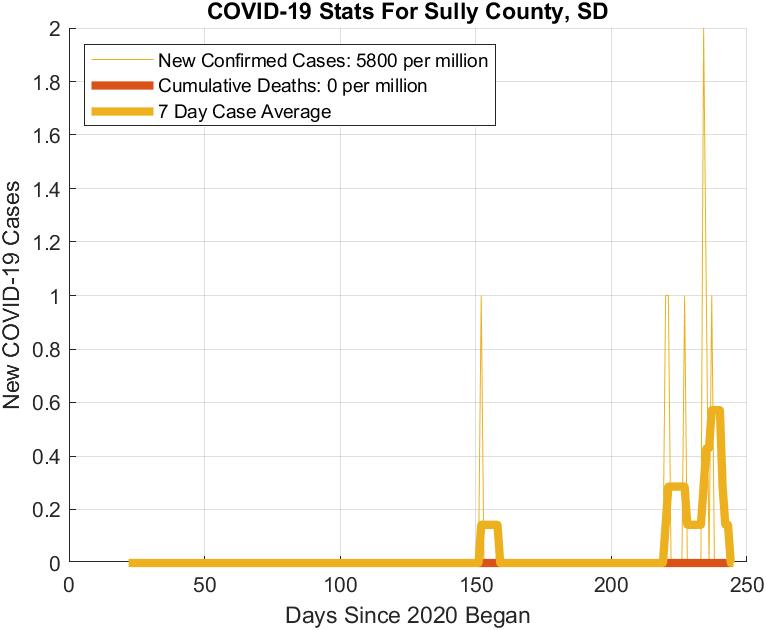 COVID-19 Stats For Sully County, SD
New Confirmed Cases: 5800 per million
Cumulative Deaths: 0 per million
7 Day Case Average
New COVID-19 Cases
2
1.8
1.6
1.4
1.2
1
0.8
0.6
0.4
0.2
0
0 50 100 150 200 250
Days Since 2020 Began